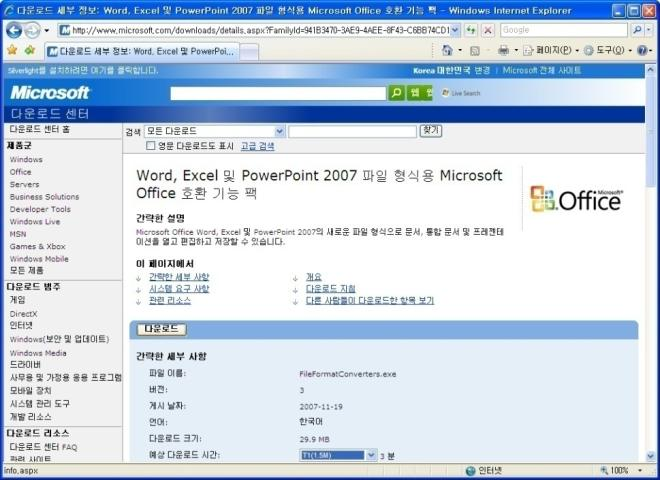 다운로드 세부 정보: Word, Excel 및 PowerPoint 2007 파일 형식용 Microsoft Office 호환 기능 팩 - Windows Internet Explorer
http://www.microsoft.com/downloads/details.aspx?FamilyId=941B3470-3AE9-4AEE-8F43-C6BB74CD1
Google
다운로드 세부 정보: Word, Excel 및 PowerPoi...
페이지(P)
도구(O)
Silverlight를 설치하려면 여기를 클릭합니다.
Korea 대한민국 변경 | Microsoft 전체 사이트
Microsoft
웹
Live Search
다운로드 센터
다운로드 센터 홈
검색
모든 다운로드
찾기
영문 다운로드도 표시
고급 검색
제품군
Windows
Office
Servers
Business Solutions
Developer Tools
Windows Live
MSN
Games & Xbox
Windows Mobile
모든 제품
다운로드 범주
게임
DirectX
인터넷
Windows(보안 및 업데이트)
Windows Media
드라이버
사무용 및 가정용 응용 프로그램
모바일 장치
시스템 관리 도구
개발 리소스
다운로드 리소스
다운로드 센터 FAQ
관련 사이트
Word, Excel 및 PowerPoint 2007 파일 형식용 Microsoft
Office 호환 기능 팩
Microsoft
Office
간략한 설명
Microsoft Office Word, Excel 및 PowerPoint 2007의 새로운 파일 형식으로 문서, 통합 문서 및 프레젠테
이션을 열고 편집하고 저장할 수 있습니다.
이 페이지에서
간략한 세부 사항
개요
시스템 요구 사항
다운로드 지침
관련 리소스
다른 사람들이 다운로드한 항목 보기
다운로드
간략한 세부 사항
파일 이름: FileFormatConverters.exe
버전: 3
게시 날짜: 2007-11-19
언어: 한국어
다운로드 크기: 29.9 MB
예상 다운로드 시간: T1(1.5M) 3 분
info.aspx
인터넷
100%